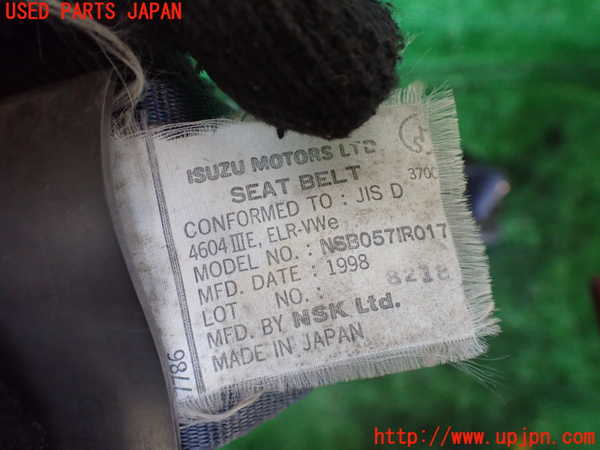 USED PARTS JAPAN
ISUZU MOTORS LTD
SEAT BELT
3700
CONFORMED TO : JIS D
4604 IIIE, ELR-VWe
MODEL NO. : NSB057IR017
MFD. DATE : 1998
LOT NO. : 8218
MFD. BY NSK Ltd.
MADE IN JAPAN
7786
http://www.upjpn.com/